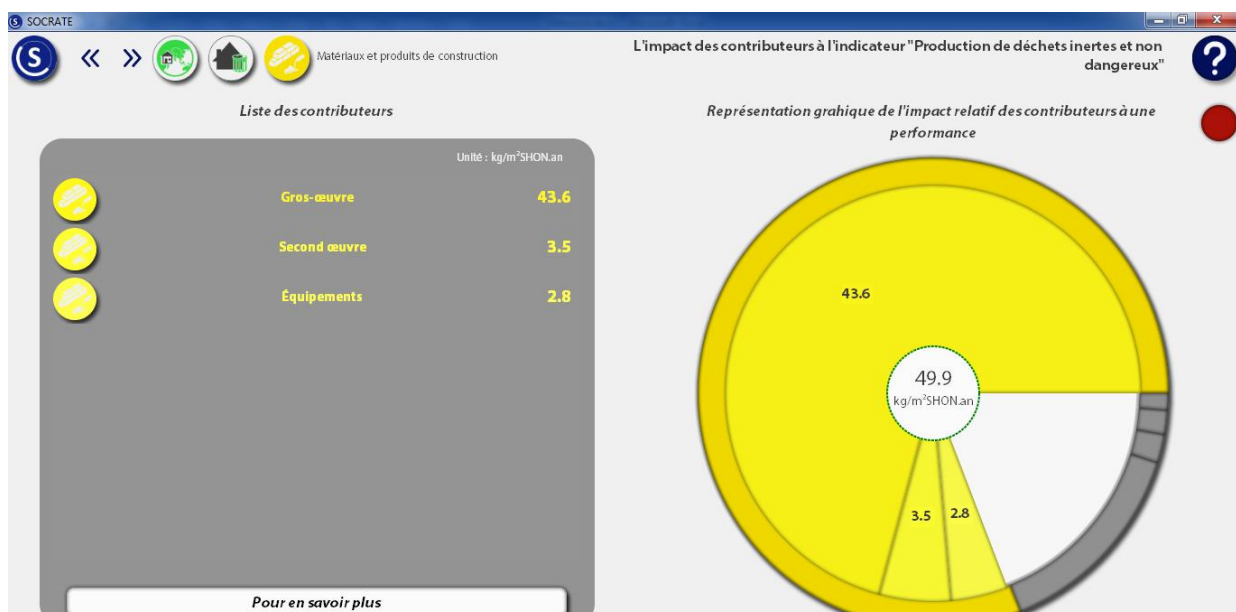 SOCRATE
Matériaux et produits de construction
L'impact des contributeurs à l'indicateur "Production de déchets inertes et non
dangereux"
Liste des contributeurs
Représentation grahique de l'impact relatif des contributeurs à une
performance
Unité : kg/m²SHON.an
Gros-œuvre 43.6
Second œuvre 3.5
Équipements 2.8
43.6
49.9
kg/m²SHON.an
3.5 2.8
Pour en savoir plus